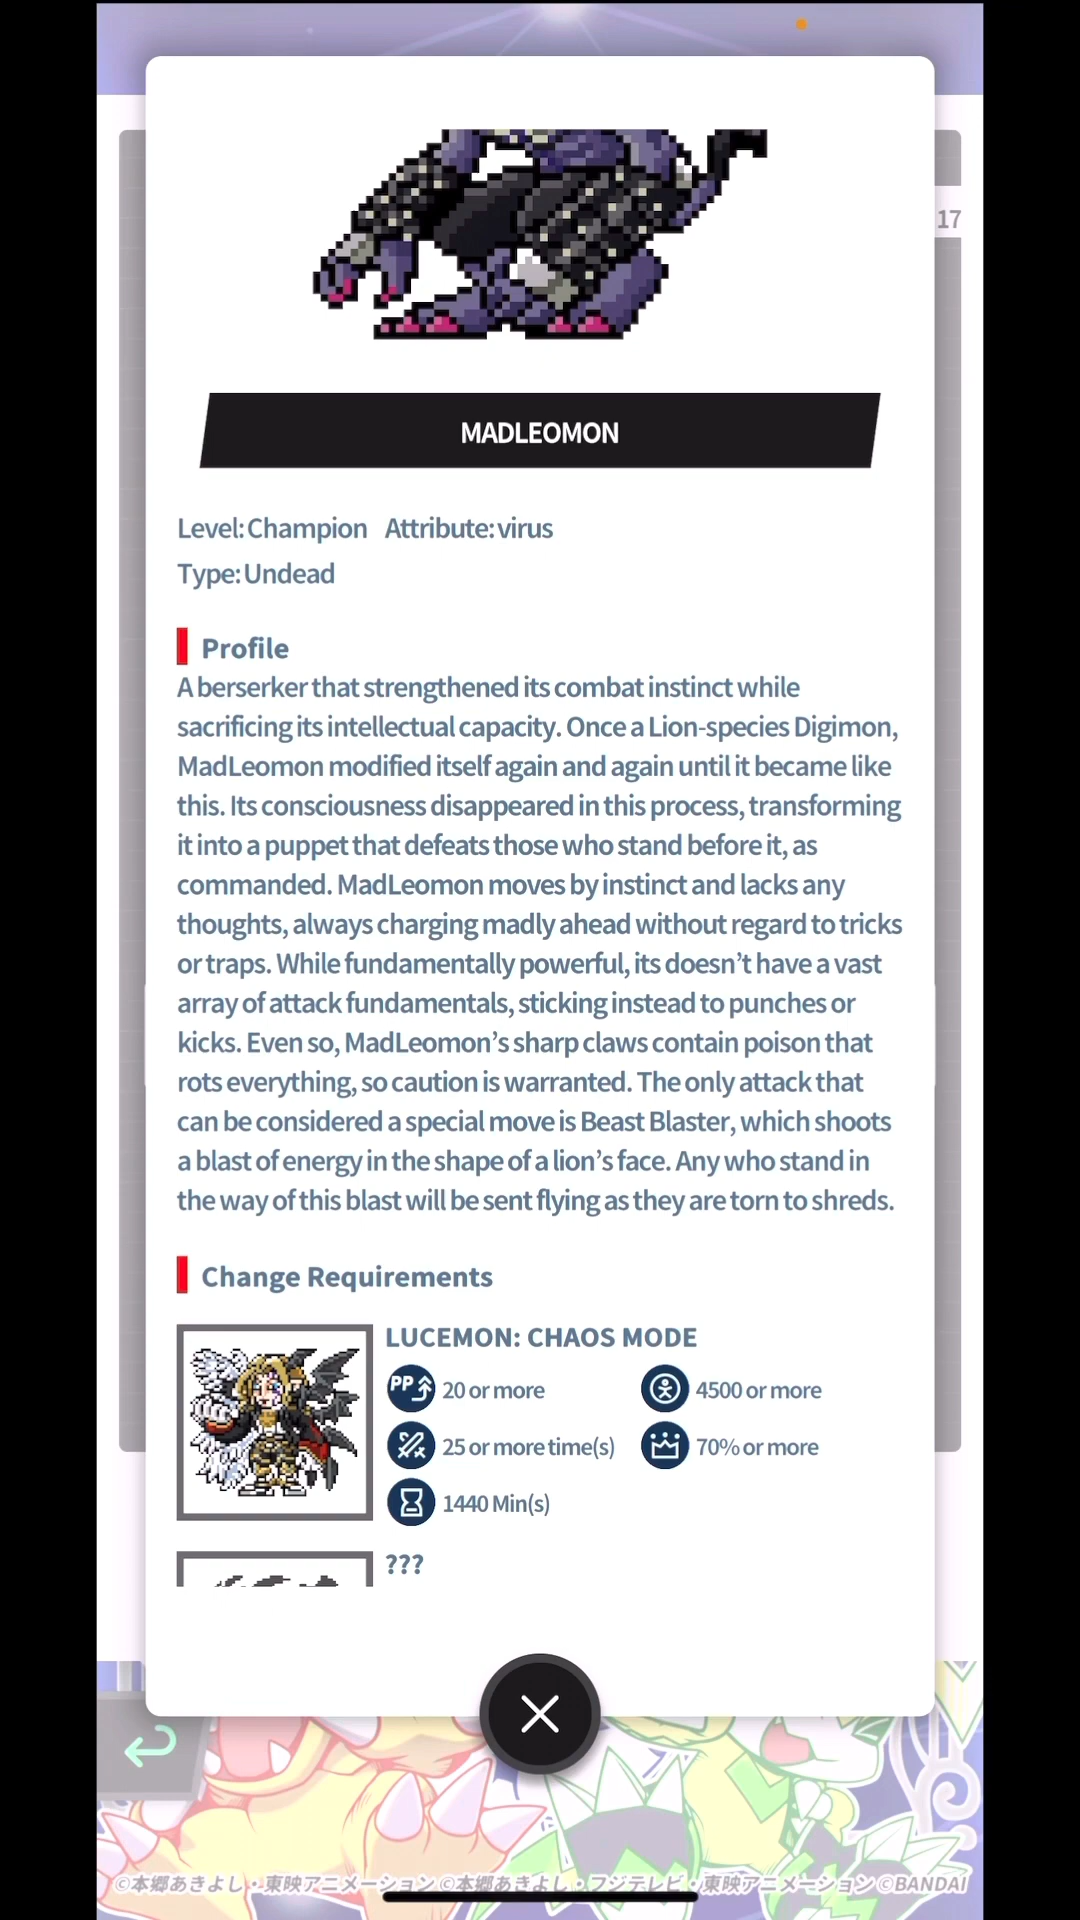 17
MADLEOMON
Level:Champion Attribute:virus
Type:Undead
Profile
A berserker that strengthened its combat instinct while
sacrificing its intellectual capacity. Once a Lion-species Digimon,
MadLeomon modified itself again and again until it became like
this. Its consciousness disappeared in this process, transforming
it into a puppet that defeats those who stand before it, as
commanded. MadLeomon moves by instinct and lacks any
thoughts, always charging madly ahead without regard to tricks
or traps. While fundamentally powerful, its doesn’t have a vast
array of attack fundamentals, sticking instead to punches or
kicks. Even so, MadLeomon’s sharp claws contain poison that
rots everything, so caution is warranted. The only attack that
can be considered a special move is Beast Blaster, which shoots
a blast of energy in the shape of a lion’s face. Any who stand in
the way of this blast will be sent flying as they are torn to shreds.
Change Requirements
LUCEMON: CHAOS MODE
PP 20 or more 4500 or more
25 or more time(s) 70% or more
1440 Min(s)
???
©本郷あきよし・東映アニメーション ©本郷あきよし・フジテレビ・東映アニメーション ©BANDAI